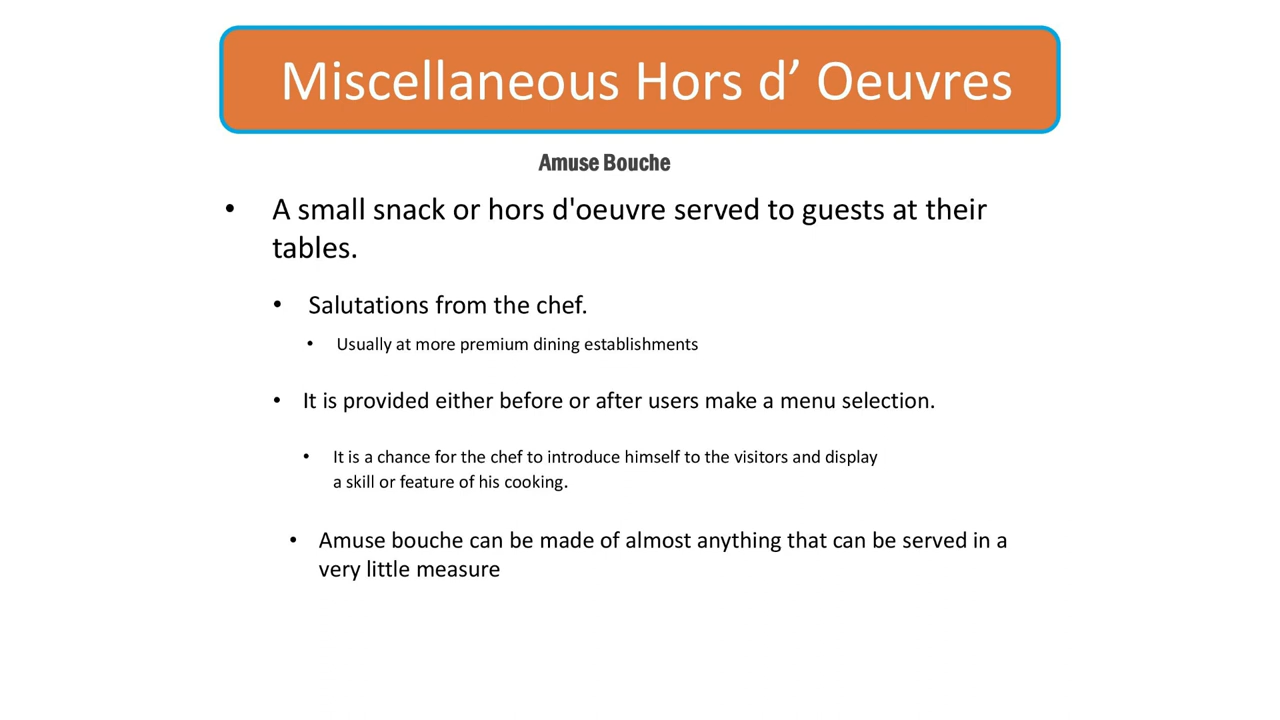 Miscellaneous Hors d’ Oeuvres
Amuse Bouche
• A small snack or hors d'oeuvre served to guests at their
tables.
• Salutations from the chef.
• Usually at more premium dining establishments
• It is provided either before or after users make a menu selection.
• It is a chance for the chef to introduce himself to the visitors and display
a skill or feature of his cooking.
• Amuse bouche can be made of almost anything that can be served in a
very little measure